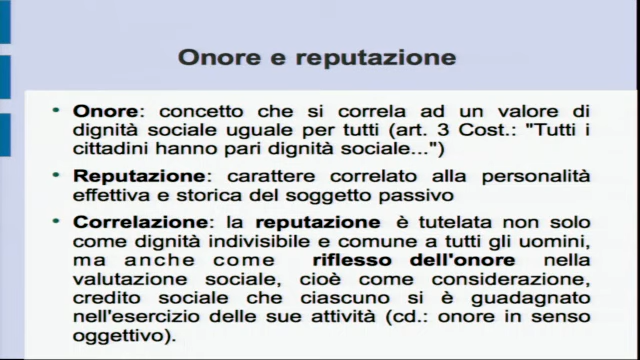 Onore e reputazione
• Onore: concetto che si correla ad un valore di
dignità sociale uguale per tutti (art. 3 Cost.: "Tutti i
cittadini hanno pari dignità sociale...")
• Reputazione: carattere correlato alla personalità
effettiva e storica del soggetto passivo
• Correlazione: la reputazione è tutelata non solo
come dignità indivisibile e comune a tutti gli uomini,
ma anche come riflesso dell'onore nella
valutazione sociale, cioè come considerazione,
credito sociale che ciascuno si è guadagnato
nell'esercizio delle sue attività (cd.: onore in senso
oggettivo).